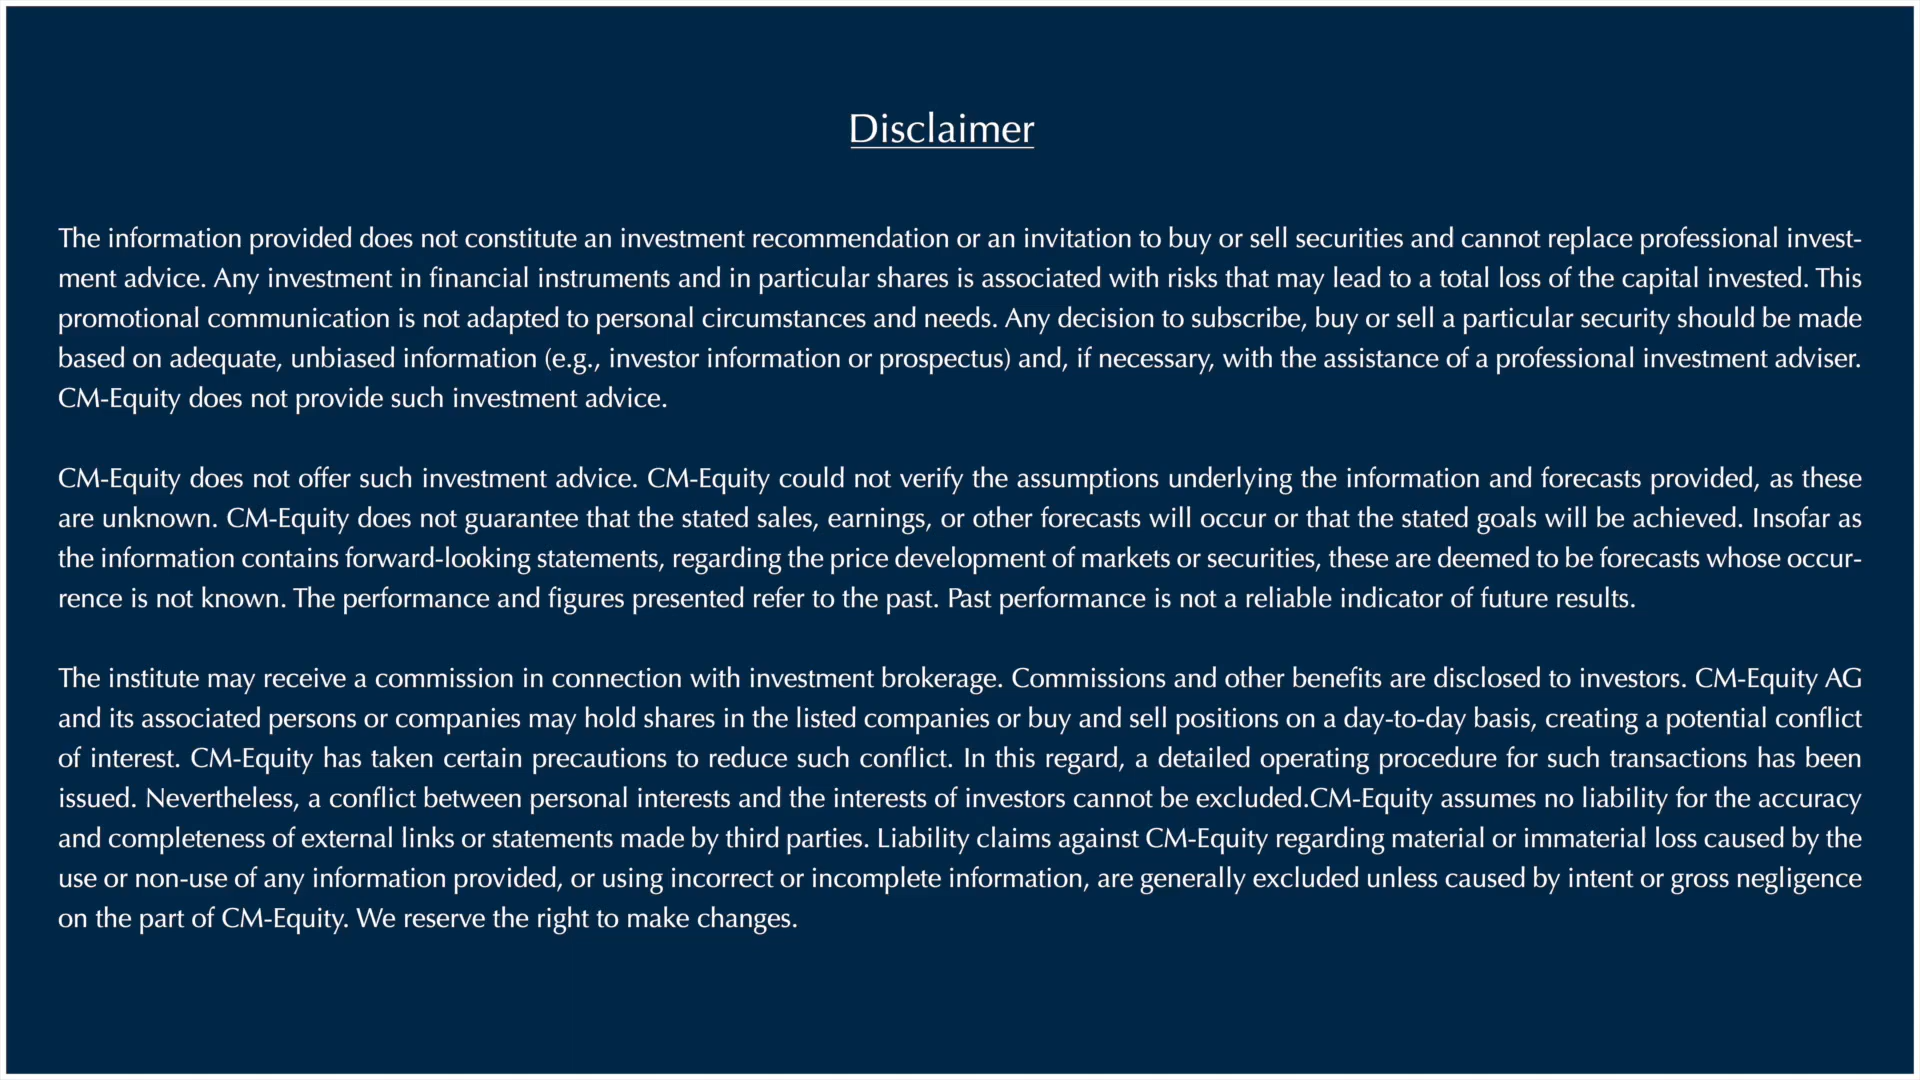 Disclaimer
The information provided does not constitute an investment recommendation or an invitation to buy or sell securities and cannot replace professional invest-
ment advice. Any investment in financial instruments and in particular shares is associated with risks that may lead to a total loss of the capital invested. This
promotional communication is not adapted to personal circumstances and needs. Any decision to subscribe, buy or sell a particular security should be made
based on adequate, unbiased information (e.g., investor information or prospectus) and, if necessary, with the assistance of a professional investment adviser.
CM-Equity does not provide such investment advice.
CM-Equity does not offer such investment advice. CM-Equity could not verify the assumptions underlying the information and forecasts provided, as these
are unknown. CM-Equity does not guarantee that the stated sales, earnings, or other forecasts will occur or that the stated goals will be achieved. Insofar as
the information contains forward-looking statements, regarding the price development of markets or securities, these are deemed to be forecasts whose occur-
rence is not known. The performance and figures presented refer to the past. Past performance is not a reliable indicator of future results.
The institute may receive a commission in connection with investment brokerage. Commissions and other benefits are disclosed to investors. CM-Equity AG
and its associated persons or companies may hold shares in the listed companies or buy and sell positions on a day-to-day basis, creating a potential conflict
of interest. CM-Equity has taken certain precautions to reduce such conflict. In this regard, a detailed operating procedure for such transactions has been
issued. Nevertheless, a conflict between personal interests and the interests of investors cannot be excluded.CM-Equity assumes no liability for the accuracy
and completeness of external links or statements made by third parties. Liability claims against CM-Equity regarding material or immaterial loss caused by the
use or non-use of any information provided, or using incorrect or incomplete information, are generally excluded unless caused by intent or gross negligence
on the part of CM-Equity. We reserve the right to make changes.